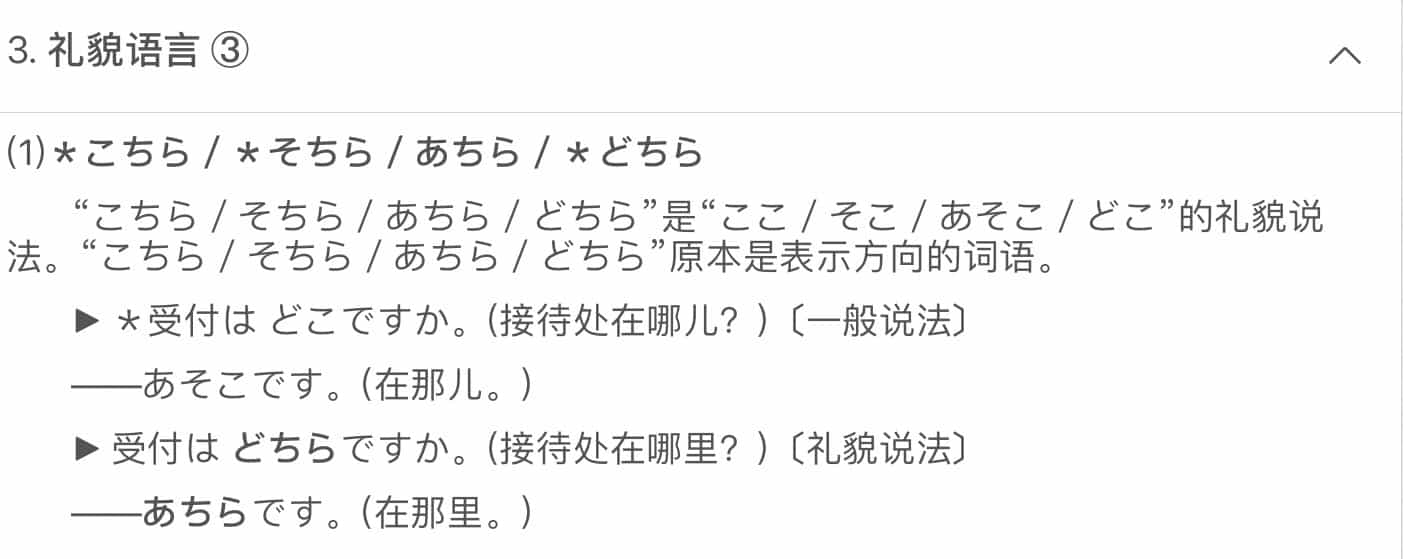 3. 礼貌语言 ③
(1)＊こちら / ＊そちら / あちら / ＊どちら
“こちら / そちら / あちら / どちら”是“ここ / そこ / あそこ / どこ”的礼貌说
法。“こちら / そちら / あちら / どちら”原本是表示方向的词语。
▶ ＊受付は どこですか。(接待处在哪儿？)〔一般说法〕
——あそこです。(在那儿。)
▶ 受付は どちらですか。(接待处在哪里？)〔礼貌说法〕
——あちらです。(在那里。)